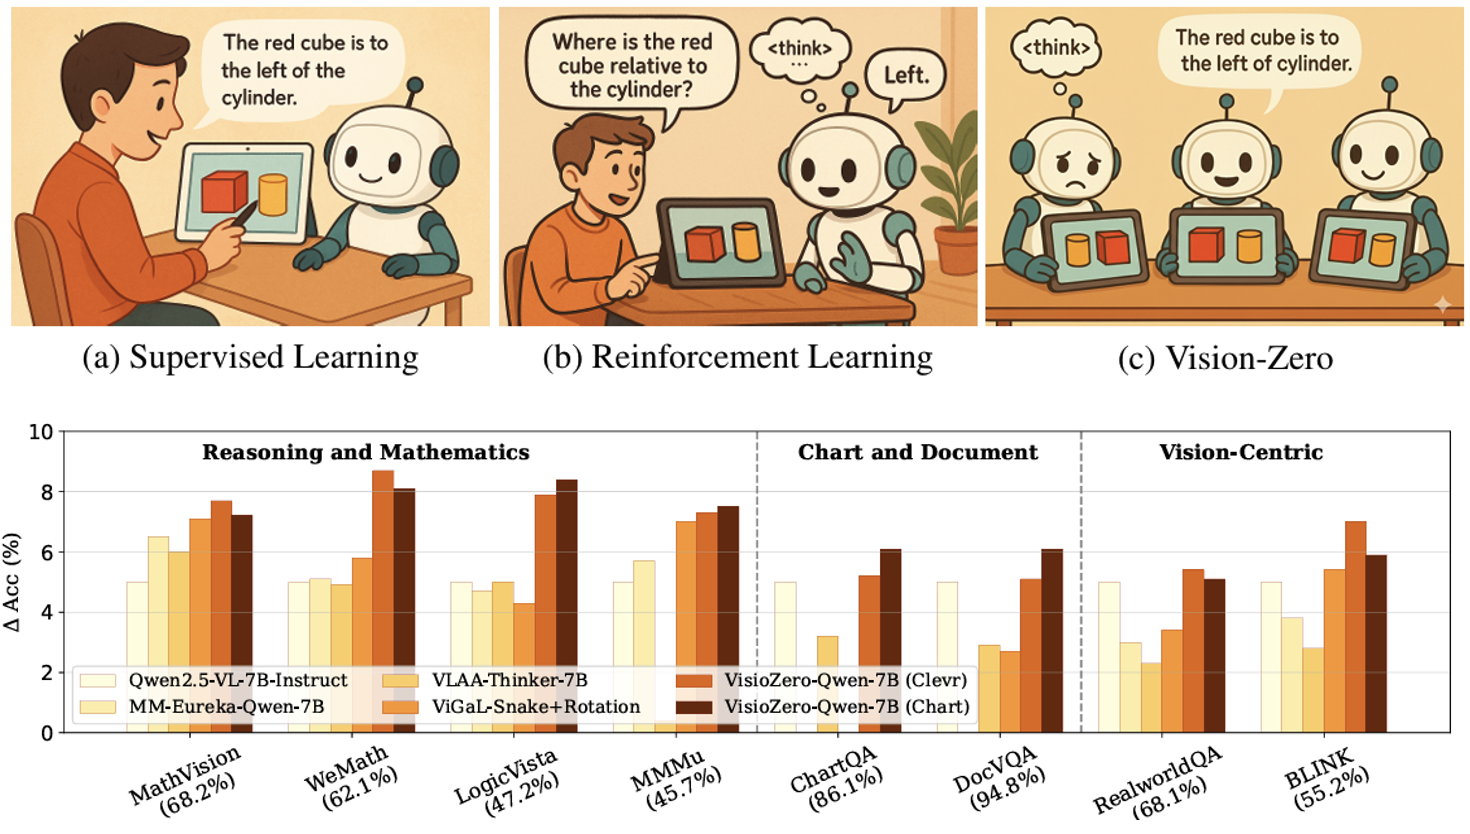 The red cube is to
the left of the
cylinder.
Where is the red
cube relative to
the cylinder?
<think>
...
Left.
<think>
The red cube is to
the left of cylinder.
(a) Supervised Learning
(b) Reinforcement Learning
(c) Vision-Zero
Δ Acc (%)
10
8
6
4
2
0
Reasoning and Mathematics
Chart and Document
Vision-Centric
Qwen2.5-VL-7B-Instruct
MM-Eureka-Qwen-7B
VLAA-Thinker-7B
ViGaL-Snake+Rotation
VisioZero-Qwen-7B (Clevr)
VisioZero-Qwen-7B (Chart)
MathVision
(68.2%)
WeMath
(62.1%)
LogicVista
(47.2%)
MMMu
(45.7%)
ChartQA
(86.1%)
DocVQA
(94.8%)
RealworldQA
(68.1%)
BLINK
(55.2%)